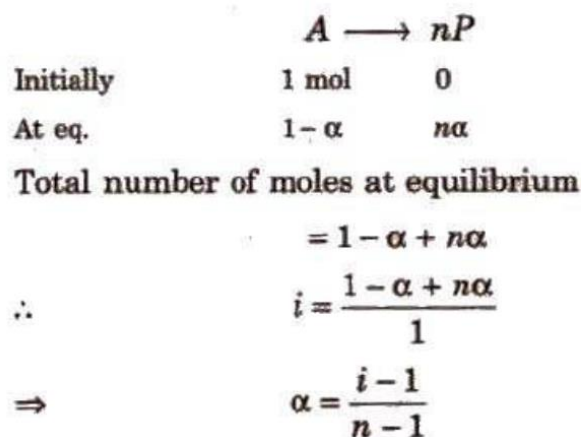 A ⟶ nP
Initially 1 mol 0
At eq. 1 − α nα
Total number of moles at equilibrium
= 1 − α + nα
∴ i = (1 − α + nα) / 1
⇒ α = (i − 1) / (n − 1)